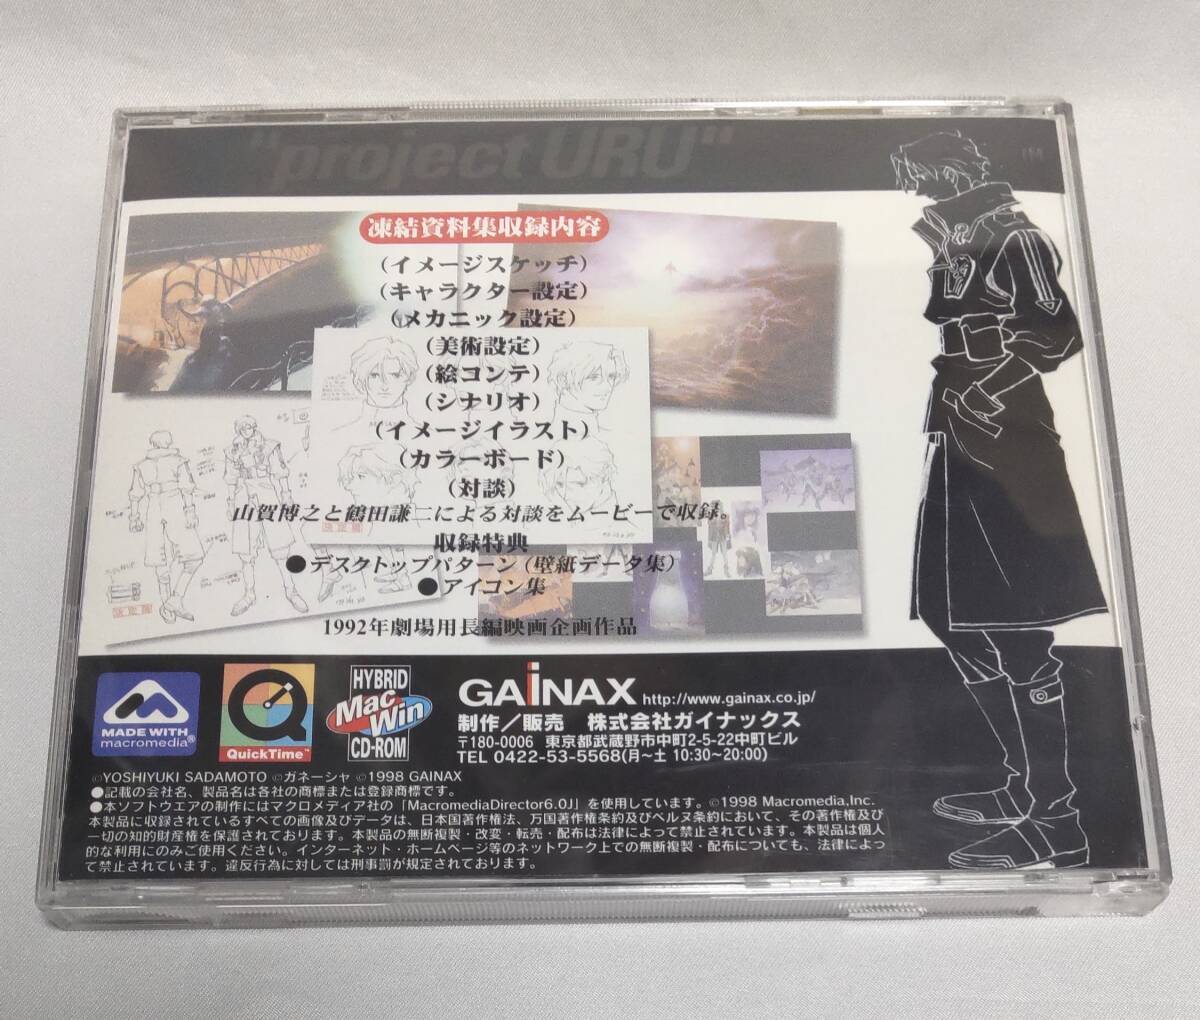 "project URU"
凍結資料集収録内容
(イメージスケッチ)
(キャラクター設定)
(メカニック設定)
(美術設定)
(絵コンテ)
(シナリオ)
(イメージイラスト)
(カラーボード)
(対談)
山賀博之と鶴田謙二による対談をムービーで収録。
収録特典
●デスクトップパターン(壁紙データ集)
●アイコン集
1992年劇場用長編映画企画作品
MADE WITH
macromedia®
QuickTime™
HYBRID
Mac
Win
CD-ROM
GAiNAX http://www.gainax.co.jp/
制作／販売 株式会社ガイナックス
〒180-0006 東京都武蔵野市中町2-5-22中町ビル
TEL 0422-53-5568(月〜土 10:30〜20:00)
©YOSHIYUKI SADAMOTO ©ガネーシャ ©1998 GAINAX
●記載の会社名、製品名は各社の商標または登録商標です。
●本ソフトウエアの制作にはマクロメディア社の「MacromediaDirector6.0J」を使用しています。©1998 Macromedia,Inc.
本製品に収録されているすべての画像及びデータは、日本国著作権法、万国著作権条約及びベルヌ条約において、その著作権及び
一切の知的財産権を保護されております。本製品の無断複製・改変・転売・配布は法律によって禁止されています。本製品は個人
的な利用にのみご使用ください。インターネット・ホームページ等のネットワーク上での無断複製・配布についても、法律によっ
て禁止されています。違反行為に対しては刑事罰が規定されております。